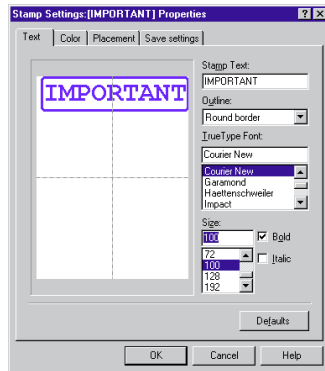 Stamp Settings:[IMPORTANT] Properties
Text Color Placement Save settings
IMPORTANT
Stamp Text:
IMPORTANT
Outline:
Round border
TrueType Font:
Courier New
Courier New
Garamond
Haettenschweiler
Impact
Size:
100
Bold
Italic
72
100
128
192
Defaults
OK Cancel Help